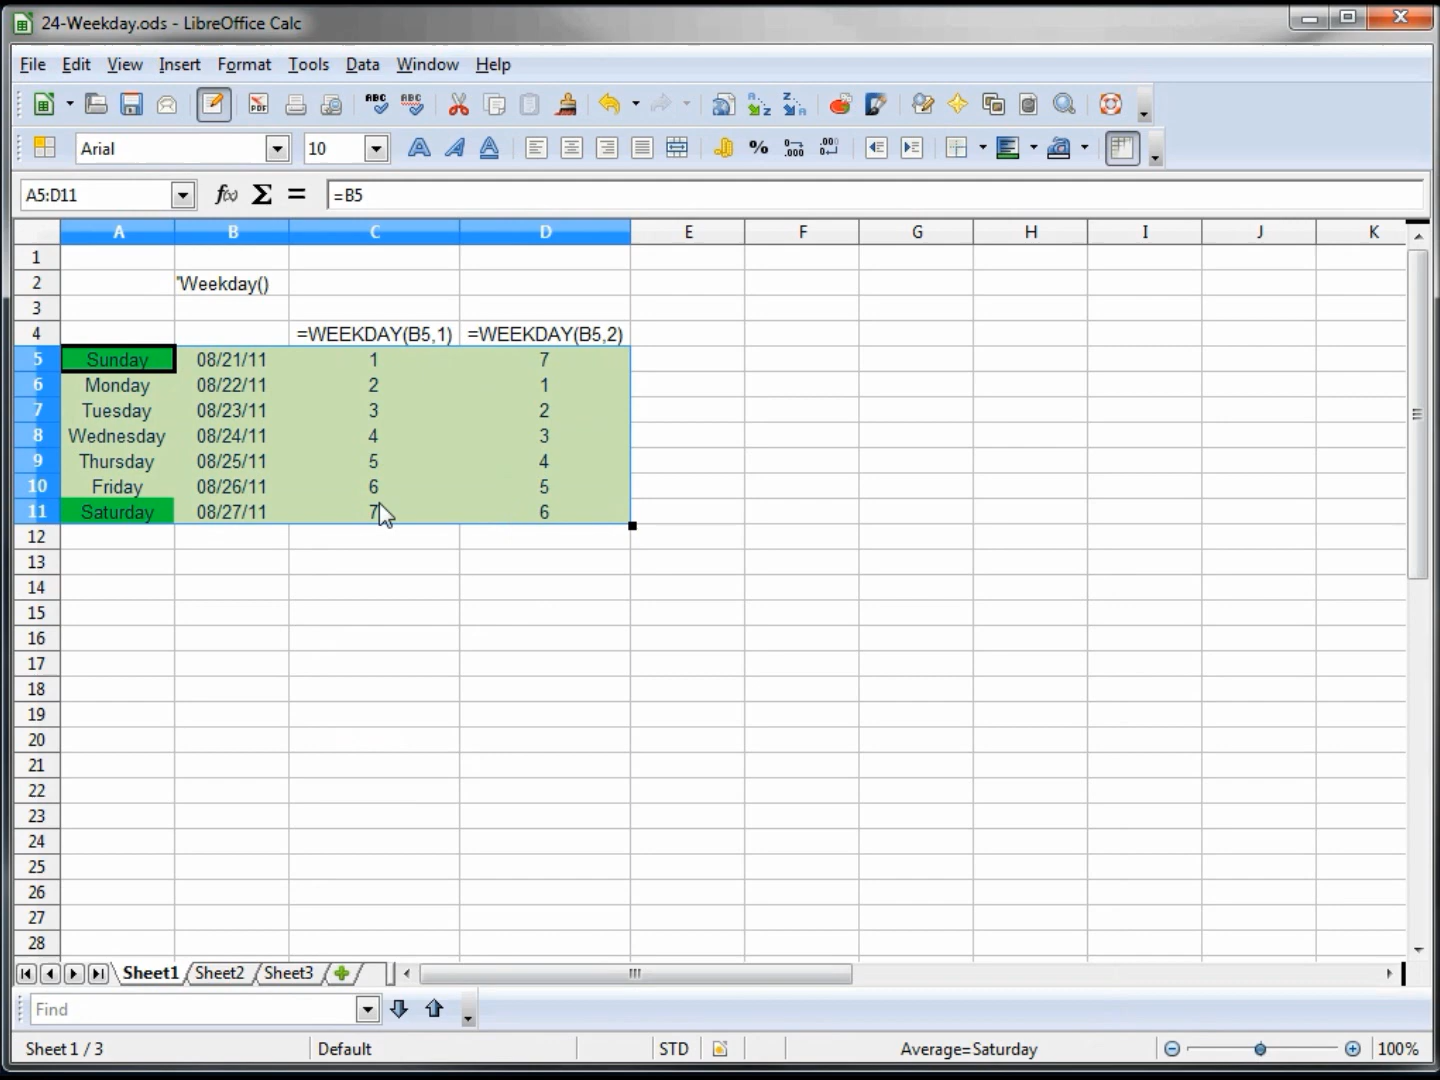 24-Weekday.ods - LibreOffice Calc
File Edit View Insert Format Tools Data Window Help
PDF ABC ABC A Z Z A
Arial 10 A A A % .000 .00
A5:D11 f(x) Σ = =B5
A B C D E F G H I J K
1
2 '"Weekday()
3
4 =WEEKDAY(B5,1) =WEEKDAY(B5,2)
5 Sunday 08/21/11 1 7
6 Monday 08/22/11 2 1
7 Tuesday 08/23/11 3 2
8 Wednesday 08/24/11 4 3
9 Thursday 08/25/11 5 4
10 Friday 08/26/11 6 5
11 Saturday 08/27/11 7 6
12
13
14
15
16
17
18
19
20
21
22
23
24
25
26
27
28
Sheet1 Sheet2 Sheet3
Find
Sheet 1 / 3 Default STD Average=Saturday 100%